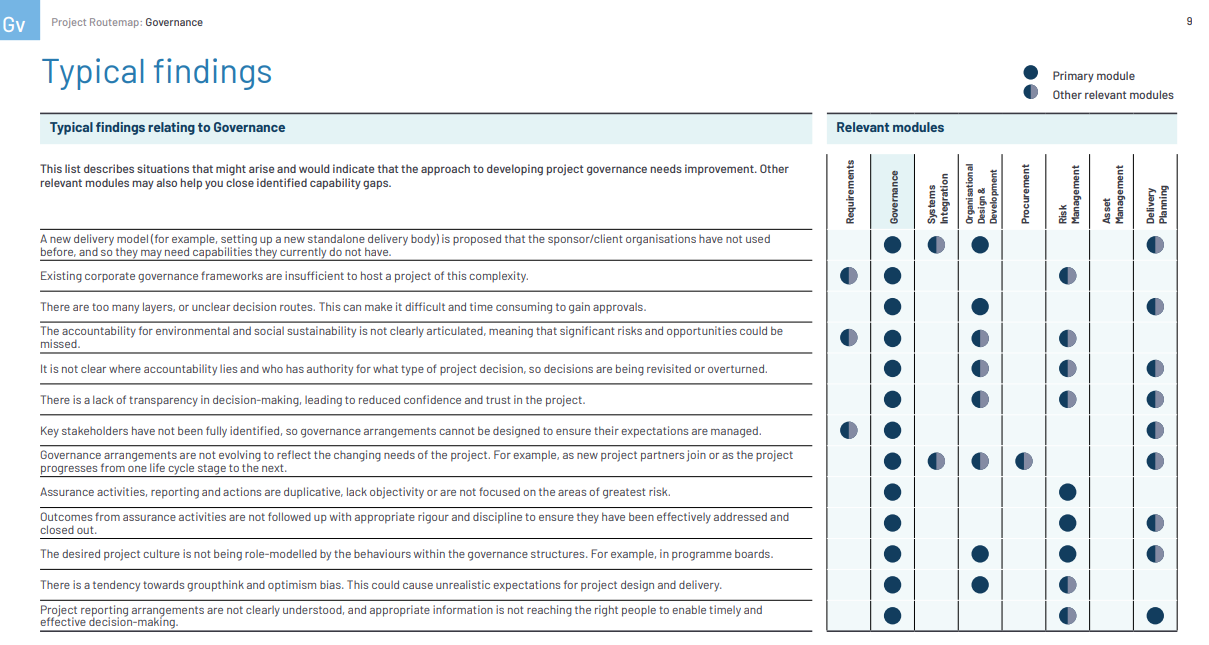 Gv
Project Routemap: Governance
9
Typical findings
Primary module
Other relevant modules
Typical findings relating to Governance
Relevant modules
This list describes situations that might arise and would indicate that the approach to developing project governance needs improvement. Other
relevant modules may also help you close identified capability gaps.
Requirements
Governance
Systems
Integration
Organisational
Design &
Development
Procurement
Risk
Management
Asset
Management
Delivery
Planning
A new delivery model (for example, setting up a new standalone delivery body) is proposed that the sponsor/client organisations have not used
before, and so they may need capabilities they currently do not have.
Existing corporate governance frameworks are insufficient to host a project of this complexity.
There are too many layers, or unclear decision routes. This can make it difficult and time consuming to gain approvals.
The accountability for environmental and social sustainability is not clearly articulated, meaning that significant risks and opportunities could be
missed.
It is not clear where accountability lies and who has authority for what type of project decision, so decisions are being revisited or overturned.
There is a lack of transparency in decision-making, leading to reduced confidence and trust in the project.
Key stakeholders have not been fully identified, so governance arrangements cannot be designed to ensure their expectations are managed.
Governance arrangements are not evolving to reflect the changing needs of the project. For example, as new project partners join or as the project
progresses from one life cycle stage to the next.
Assurance activities, reporting and actions are duplicative, lack objectivity or are not focused on the areas of greatest risk.
Outcomes from assurance activities are not followed up with appropriate rigour and discipline to ensure they have been effectively addressed and
closed out.
The desired project culture is not being role-modelled by the behaviours within the governance structures. For example, in programme boards.
There is a tendency towards groupthink and optimism bias. This could cause unrealistic expectations for project design and delivery.
Project reporting arrangements are not clearly understood, and appropriate information is not reaching the right people to enable timely and
effective decision-making.